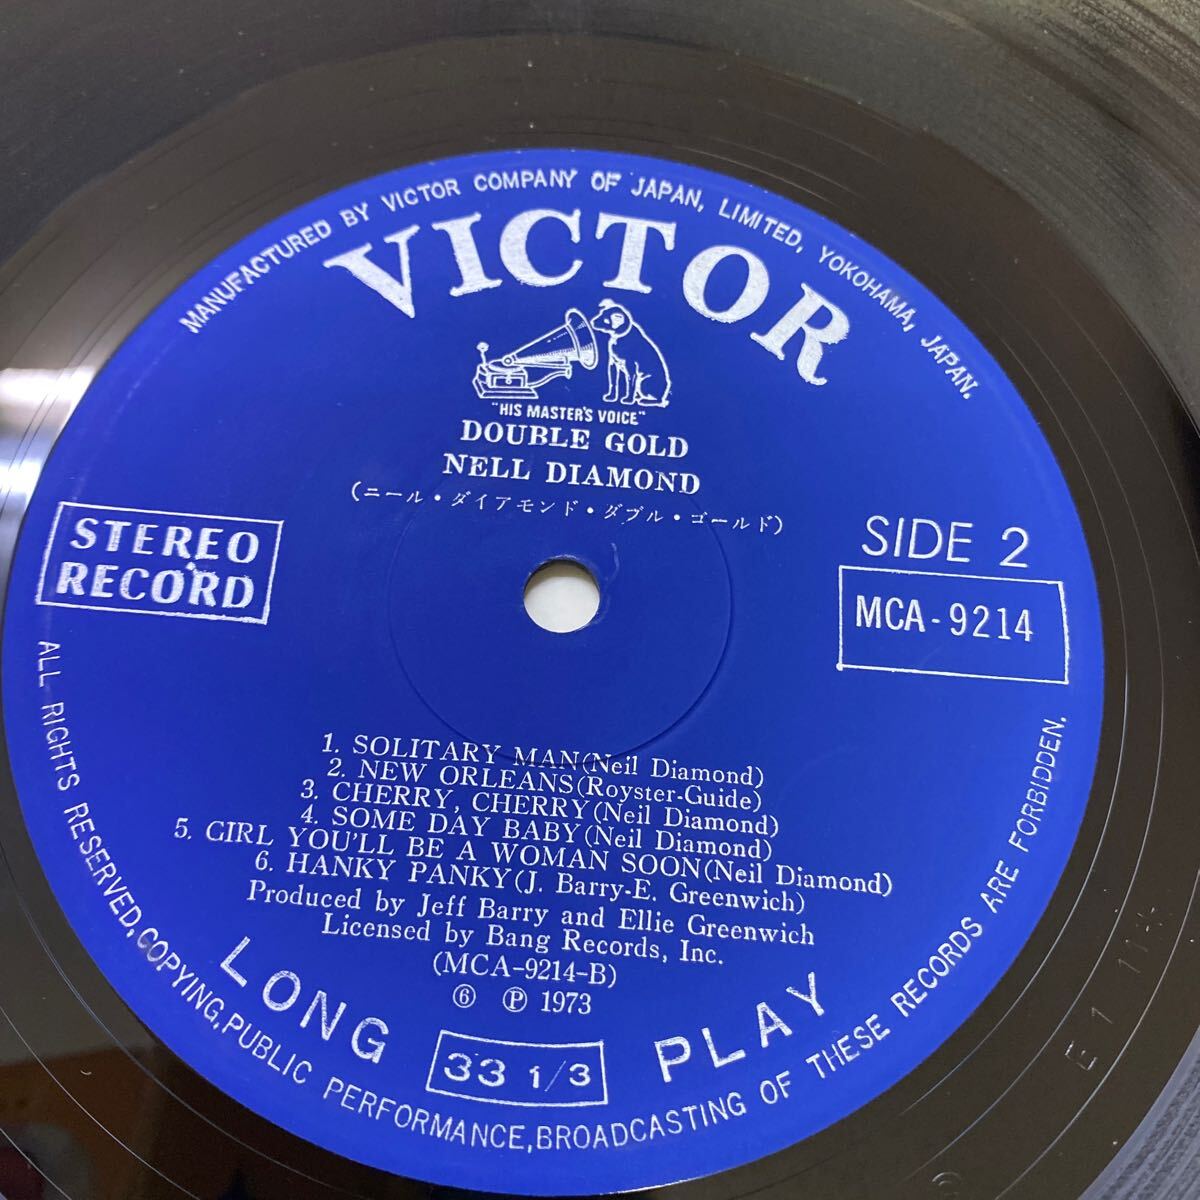 MANUFACTURED BY VICTOR COMPANY OF JAPAN, LIMITED, YOKOHAMA, JAPAN.
VICTOR
"HIS MASTER'S VOICE"
DOUBLE GOLD
NELL DIAMOND
(ニール・ダイアモンド・ダブル・ゴールド)
STEREO
RECORD
SIDE 2
MCA-9214
1. SOLITARY MAN(Neil Diamond)
2. NEW ORLEANS(Royster-Guide)
3. CHERRY, CHERRY(Neil Diamond)
4. SOME DAY BABY(Neil Diamond)
5. GIRL YOU'LL BE A WOMAN SOON(Neil Diamond)
6. HANKY PANKY(J. Barry-E. Greenwich)
Produced by Jeff Barry and Ellie Greenwich
Licensed by Bang Records, Inc.
(MCA-9214-B)
⑥ Ⓟ 1973
LONG 33 1/3 PLAY
ALL RIGHTS RESERVED, COPYING, PUBLIC PERFORMANCE, BROADCASTING OF THESE RECORDS ARE FORBIDDEN.